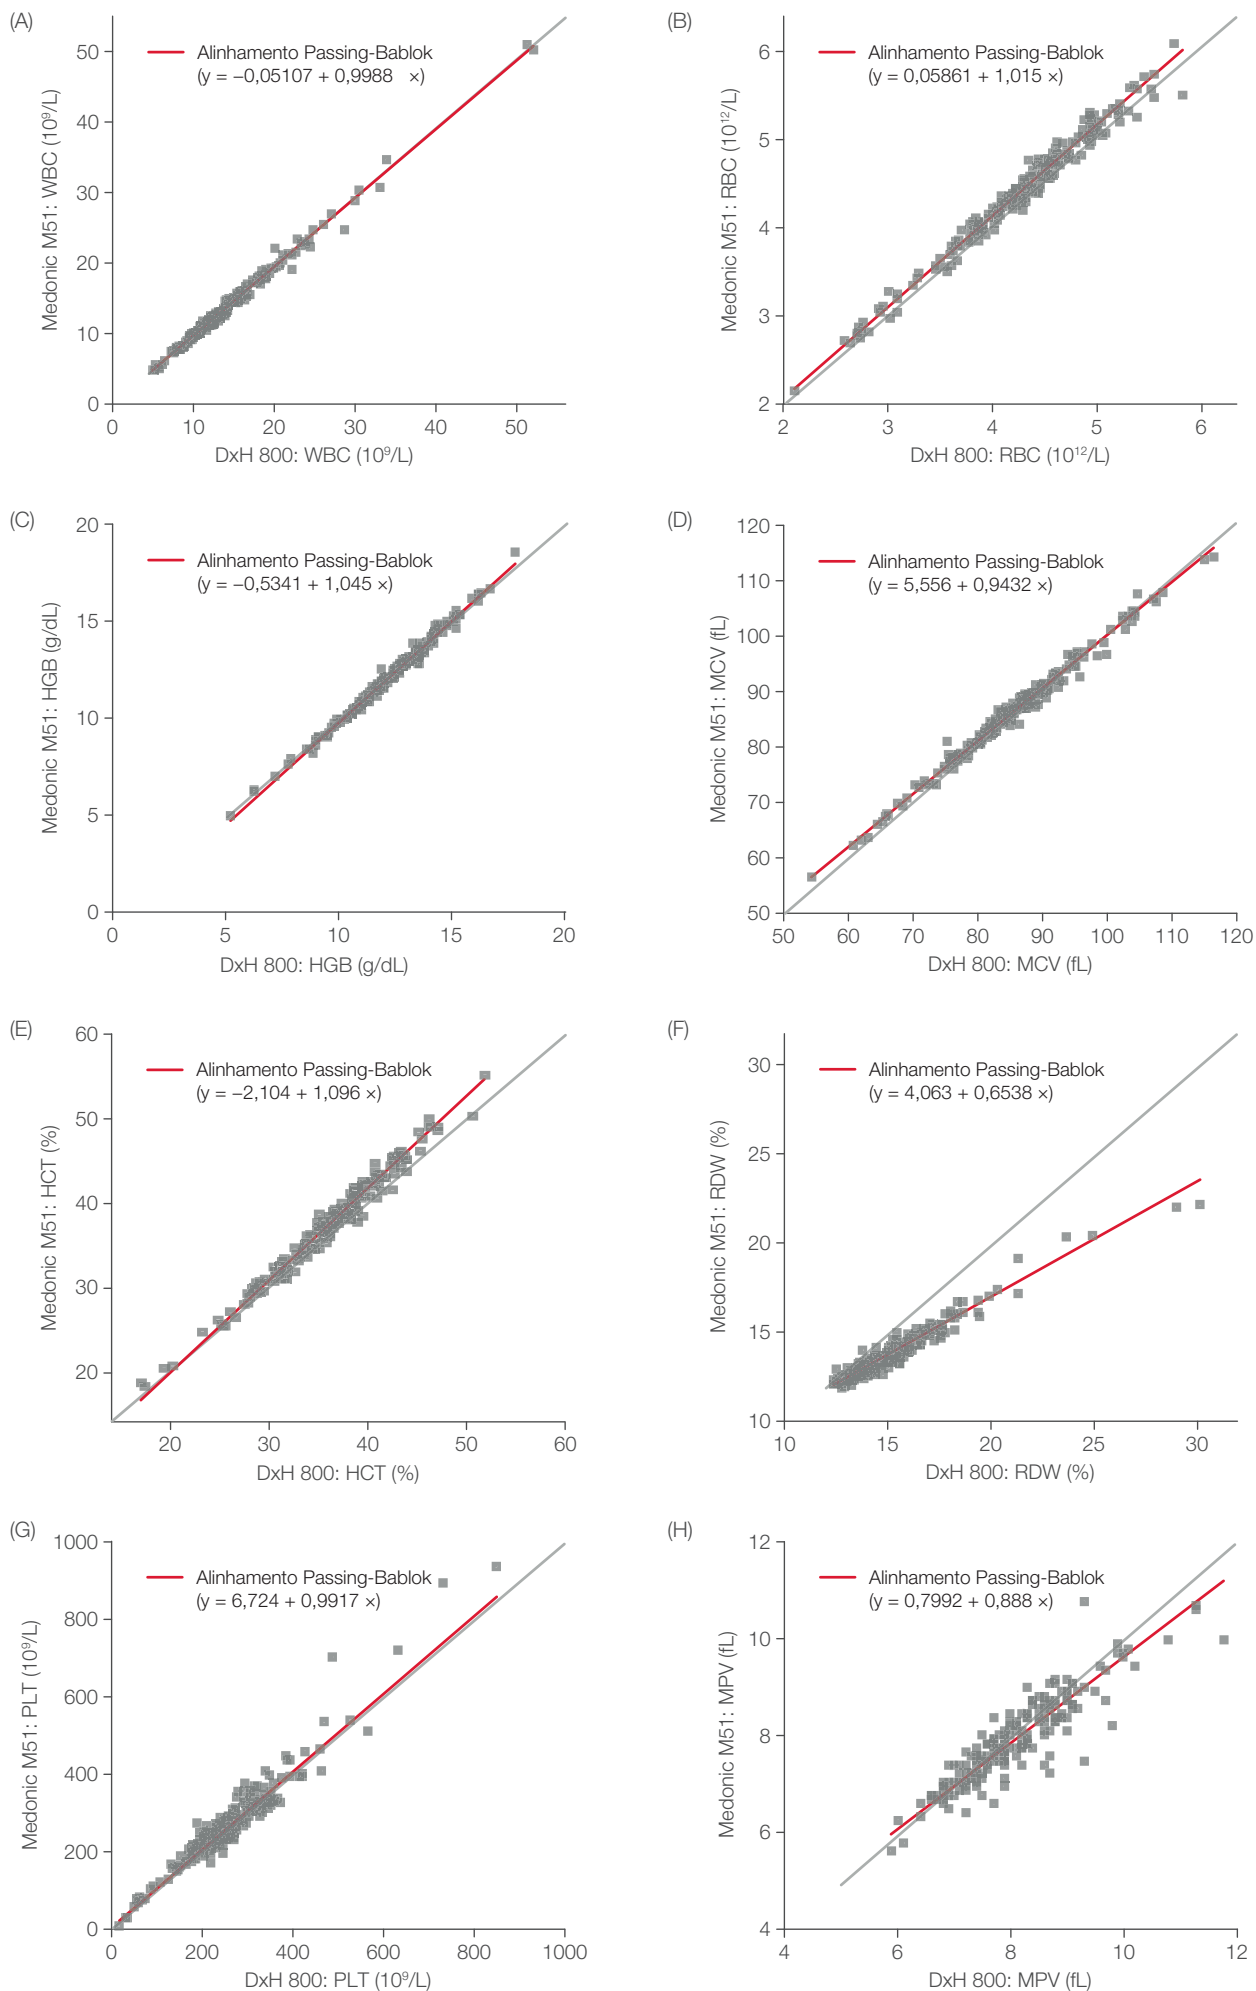 (A)
Alinhamento Passing-Bablok
(y = −0,05107 + 0,9988 ×)
Medonic M51: WBC (10⁹/L)
50
40
30
20
10
0
0 10 20 30 40 50
DxH 800: WBC (10⁹/L)
(B)
Alinhamento Passing-Bablok
(y = 0,05861 + 1,015 ×)
Medonic M51: RBC (10¹²/L)
6
5
4
3
2
2 3 4 5 6
DxH 800: RBC (10¹²/L)
(C)
Alinhamento Passing-Bablok
(y = −0,5341 + 1,045 ×)
Medonic M51: HGB (g/dL)
20
15
10
5
0
0 5 10 15 20
DxH 800: HGB (g/dL)
(D)
Alinhamento Passing-Bablok
(y = 5,556 + 0,9432 ×)
Medonic M51: MCV (fL)
120
110
100
90
80
70
60
50
50 60 70 80 90 100 110 120
DxH 800: MCV (fL)
(E)
Alinhamento Passing-Bablok
(y = −2,104 + 1,096 ×)
Medonic M51: HCT (%)
60
50
40
30
20
20 30 40 50 60
DxH 800: HCT (%)
(F)
Alinhamento Passing-Bablok
(y = 4,063 + 0,6538 ×)
Medonic M51: RDW (%)
30
25
20
15
10
10 15 20 25 30
DxH 800: RDW (%)
(G)
Alinhamento Passing-Bablok
(y = 6,724 + 0,9917 ×)
Medonic M51: PLT (10⁹/L)
1000
800
600
400
200
0
0 200 400 600 800 1000
DxH 800: PLT (10⁹/L)
(H)
Alinhamento Passing-Bablok
(y = 0,7992 + 0,888 ×)
Medonic M51: MPV (fL)
12
10
8
6
4
4 6 8 10 12
DxH 800: MPV (fL)